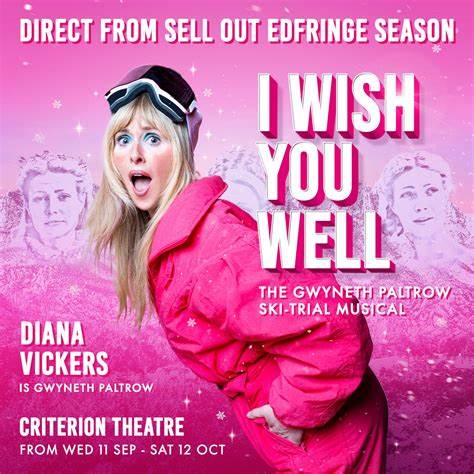 DIRECT FROM SELL OUT EDFRINGE SEASON
I WISH
YOU
WELL
THE GWYNETH PALTROW
SKI-TRIAL MUSICAL
DIANA
VICKERS
IS GWYNETH PALTROW
CRITERION THEATRE
FROM WED 11 SEP - SAT 12 OCT